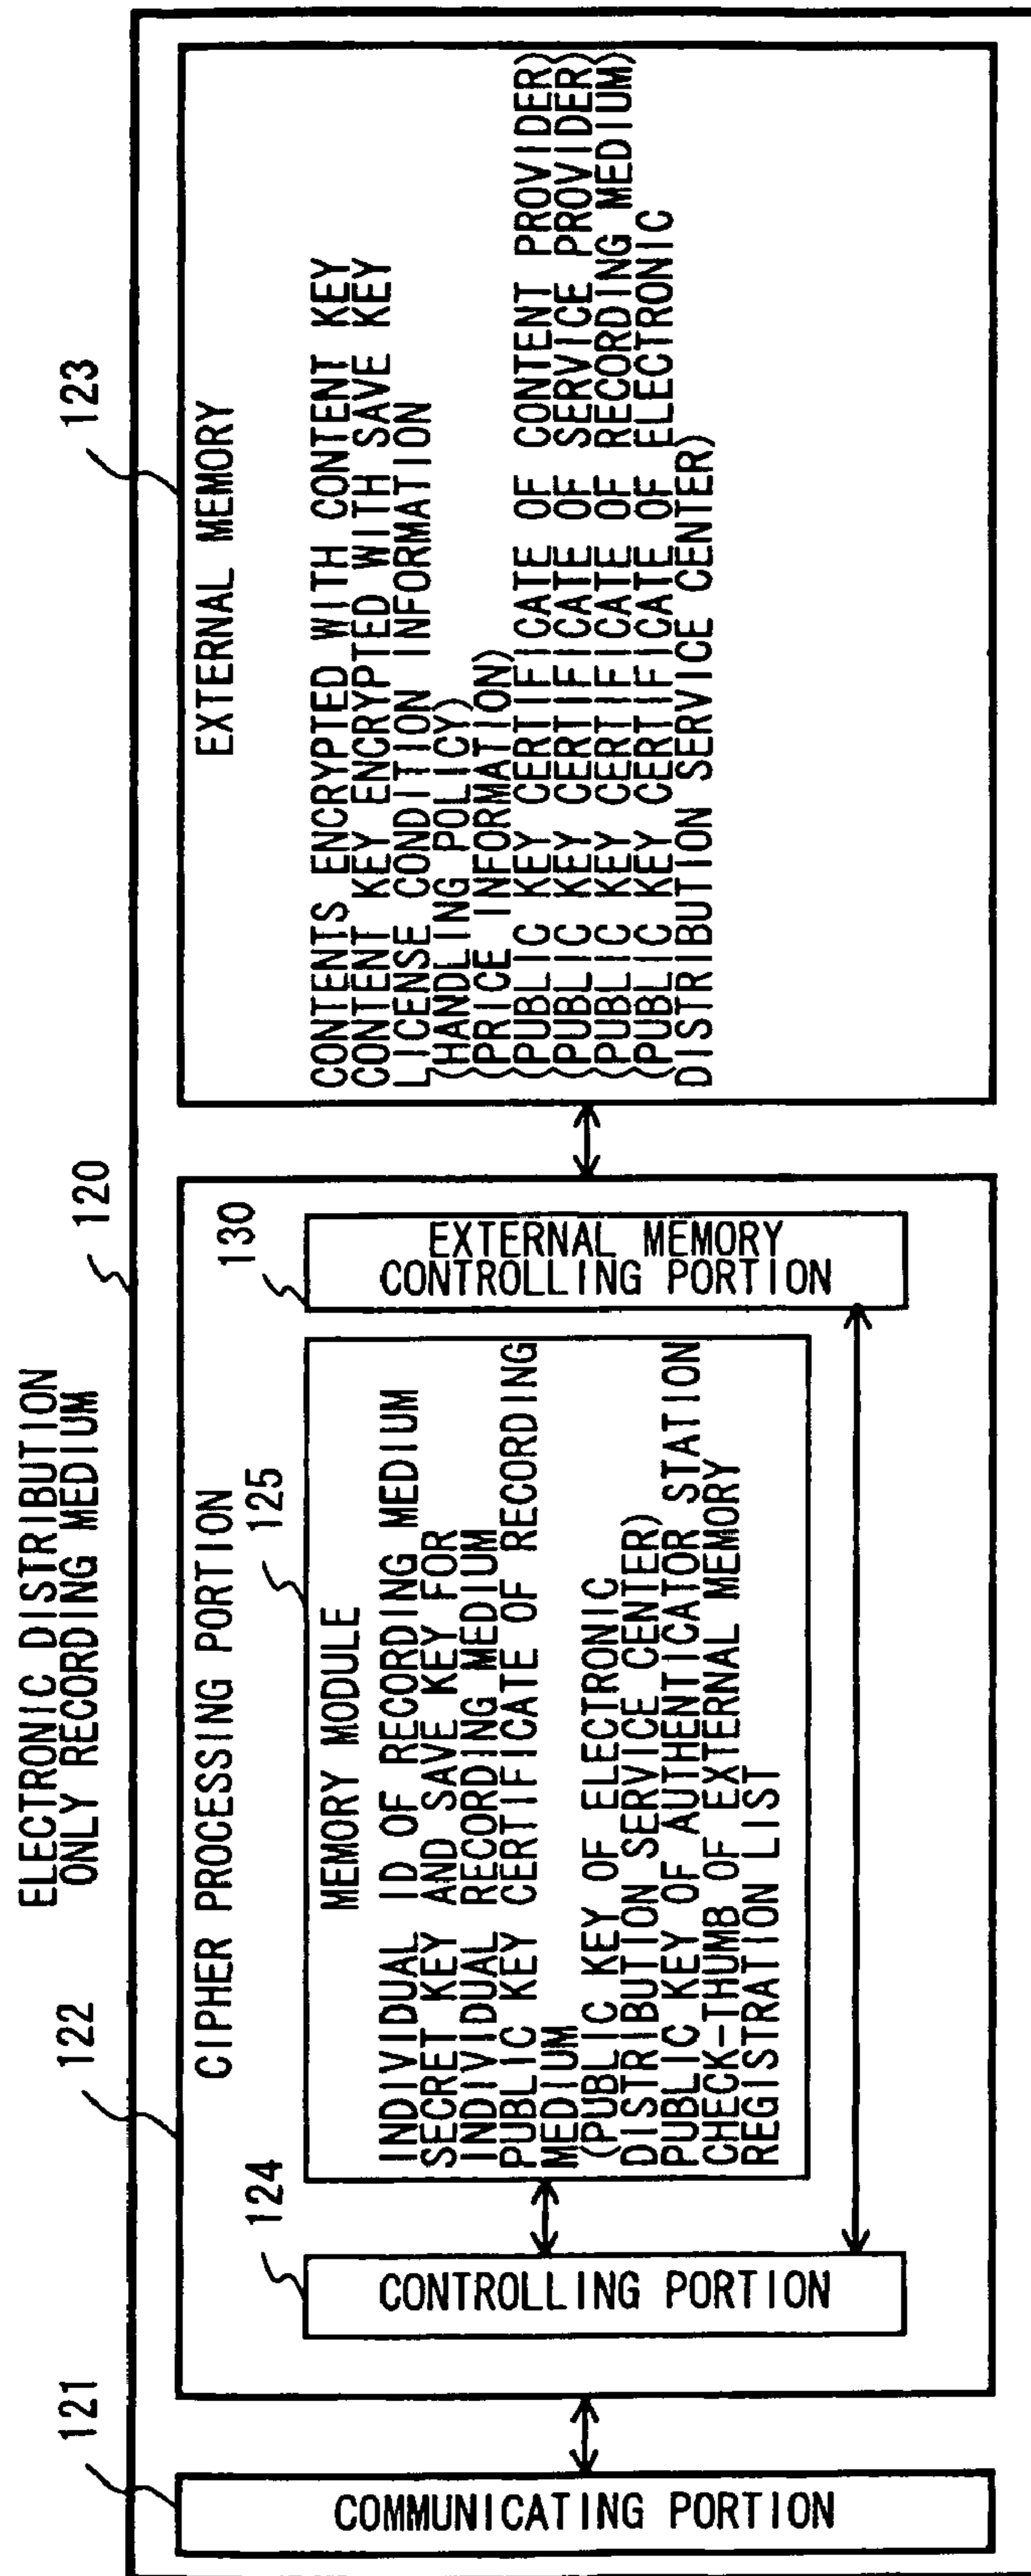 ELECTRONIC DISTRIBUTION
ONLY RECORDING MEDIUM
120
121
COMMUNICATING PORTION
122
CIPHER PROCESSING PORTION
124
CONTROLLING PORTION
125
MEMORY MODULE
INDIVIDUAL ID OF RECORDING MEDIUM
SECRET KEY AND SAVE KEY FOR
INDIVIDUAL RECORDING MEDIUM
PUBLIC KEY CERTIFICATE OF RECORDING
MEDIUM
(PUBLIC KEY OF ELECTRONIC
DISTRIBUTION SERVICE CENTER)
PUBLIC KEY OF AUTHENTICATOR STATION
CHECK-THUMB OF EXTERNAL MEMORY
REGISTRATION LIST
130
EXTERNAL MEMORY
CONTROLLING PORTION
123
EXTERNAL MEMORY
CONTENTS ENCRYPTED WITH CONTENT KEY
CONTENT KEY ENCRYPTED WITH SAVE KEY
LICENSE CONDITION INFORMATION
(HANDLING POLICY)
(PRICE INFORMATION)
(PUBLIC KEY CERTIFICATE OF CONTENT PROVIDER)
(PUBLIC KEY CERTIFICATE OF SERVICE PROVIDER)
(PUBLIC KEY CERTIFICATE OF RECORDING MEDIUM)
(PUBLIC KEY CERTIFICATE OF ELECTRONIC
DISTRIBUTION SERVICE CENTER)